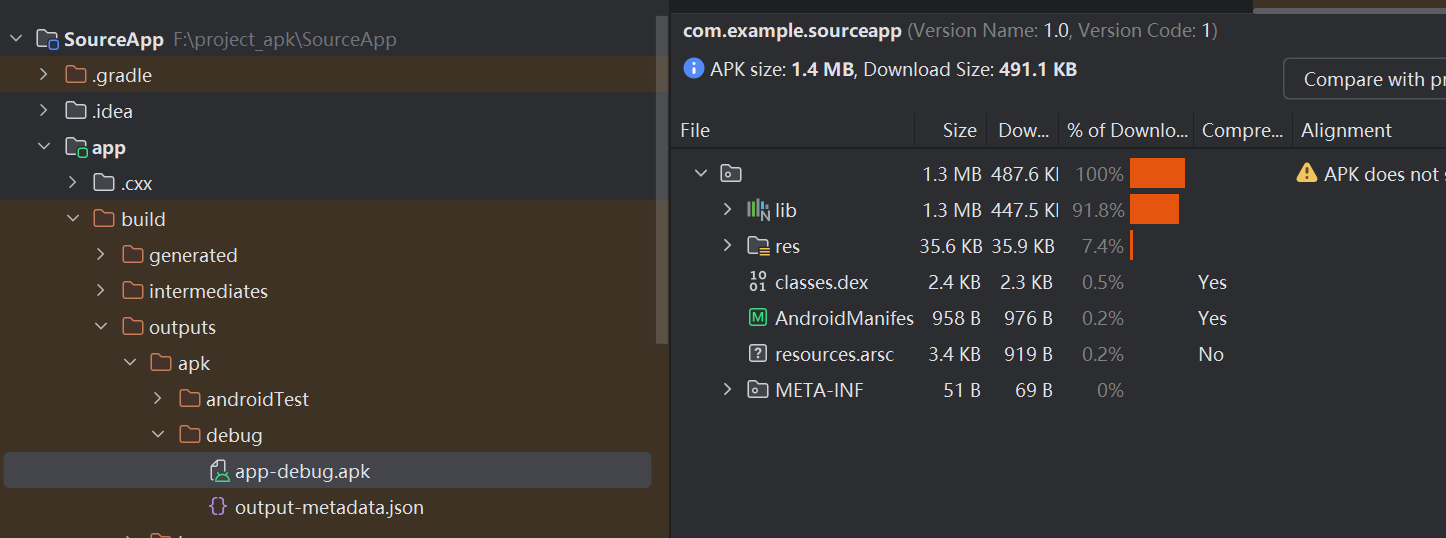 SourceApp F:\project_apk\SourceApp
.gradle
.idea
app
.cxx
build
generated
intermediates
outputs
apk
androidTest
debug
app-debug.apk
output-metadata.json
com.example.sourceapp (Version Name: 1.0, Version Code: 1)
APK size: 1.4 MB, Download Size: 491.1 KB
Compare with pr
File Size Dow... % of Downlo... Compre... Alignment
1.3 MB 487.6 K 100% APK does not s
lib 1.3 MB 447.5 K 91.8%
res 35.6 KB 35.9 KB 7.4%
classes.dex 2.4 KB 2.3 KB 0.5% Yes
AndroidManifes 958 B 976 B 0.2% Yes
resources.arsc 3.4 KB 919 B 0.2% No
META-INF 51 B 69 B 0%